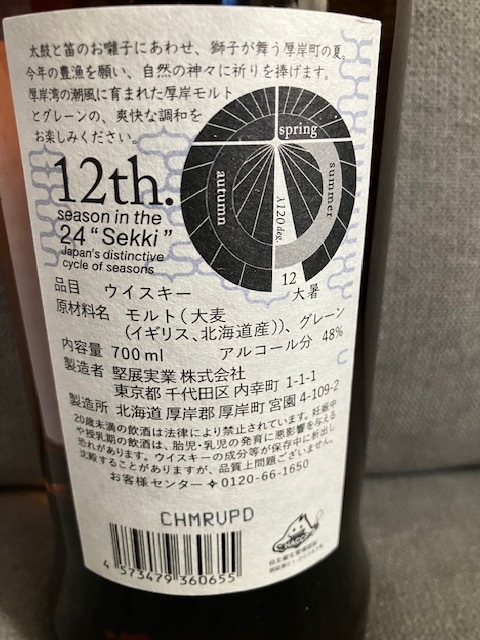 太鼓と笛のお囃子にあわせ、獅子が舞う厚岸町の夏。
今年の豊漁を願い、自然の神々に祈りを捧げます。
厚岸湾の潮風に育まれた厚岸モルト
とグレーンの、爽快な調和を
お楽しみください。
spring
summer
autumn
λ120 deg.
12
大暑
12th.
season in the
24 “Sekki”
Japan's distinctive
cycle of seasons
品目 ウイスキー
原材料名 モルト(大麦
(イギリス、北海道産))、グレーン
内容量 700ml アルコール分 48%
製造者 堅展実業 株式会社
東京都 千代田区 内幸町 1-1-1
製造所 北海道 厚岸郡 厚岸町 宮園 4-109-2
20歳未満の飲酒は法律により禁止されています。妊娠中
や授乳期の飲酒は、胎児・乳児の発育に悪影響を与える
恐れがあります。ウイスキーの成分等が保存中に析出し
沈殿することがありますが、品質上問題ございません。
お客様センター 0120-66-1650
CHMRUPD
4 573479 360655